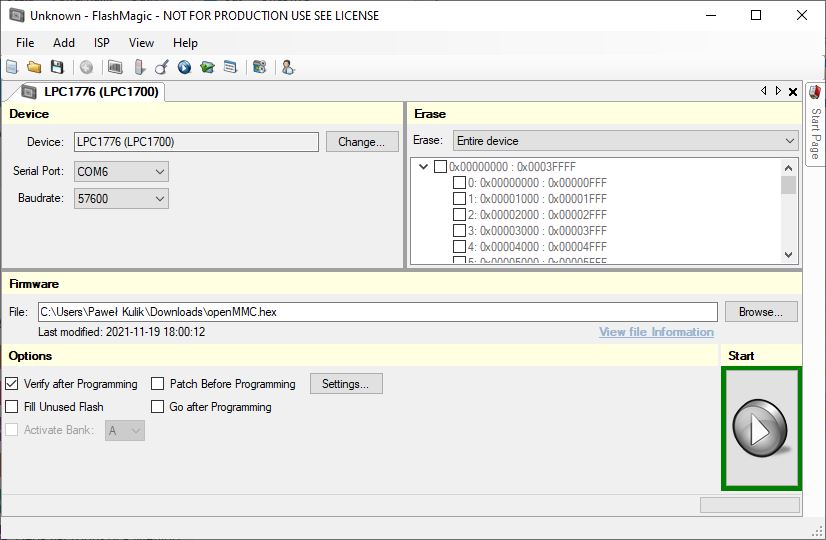 Unknown - FlashMagic - NOT FOR PRODUCTION USE SEE LICENSE
File Add ISP View Help
LPC1776 (LPC1700)
Start Page
Device
Device: LPC1776 (LPC1700) Change...
Serial Port: COM6
Baudrate: 57600
Erase
Erase: Entire device
0x00000000 : 0x0003FFFF
0: 0x00000000 : 0x00000FFF
1: 0x00001000 : 0x00001FFF
2: 0x00002000 : 0x00002FFF
3: 0x00003000 : 0x00003FFF
4: 0x00004000 : 0x00004FFF
5: 0x00005000 : 0x00005FFF
Firmware
File: C:\Users\Paweł Kulik\Downloads\openMMC.hex Browse...
Last modified: 2021-11-19 18:00:12 View file Information
Options
Verify after Programming Patch Before Programming Settings...
Fill Unused Flash Go after Programming
Activate Bank: A
Start